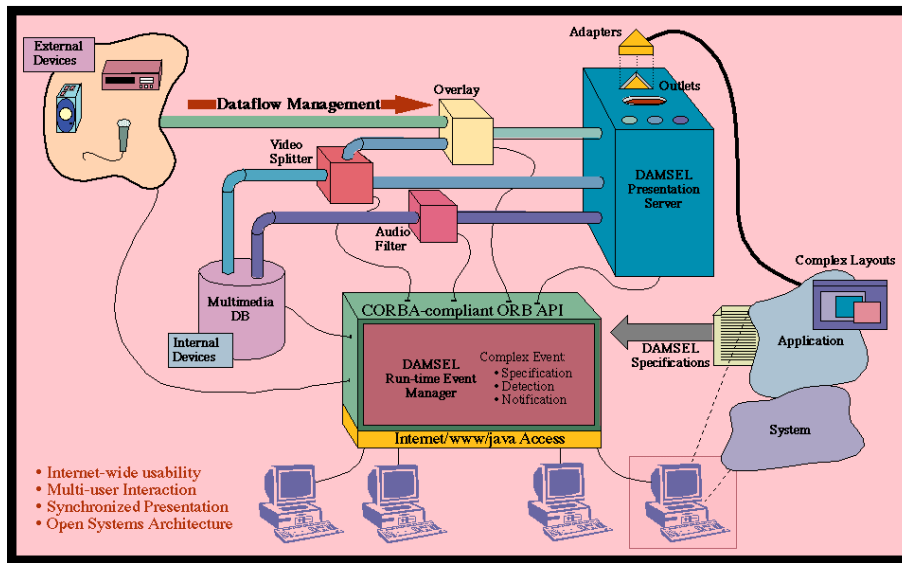 External
Devices
Adapters
Outlets
Dataflow Management
Overlay
Video
Splitter
DAMSEL
Presentation
Server
Audio
Filter
Complex Layouts
Multimedia
DB
Internal
Devices
CORBA-compliant ORB API
DAMSEL
Run-time Event
Manager
Complex Event:
• Specification
• Detection
• Notification
DAMSEL
Specifications
Application
System
Internet/www/java Access
• Internet-wide usability
• Multi-user Interaction
• Synchronized Presentation
• Open Systems Architecture